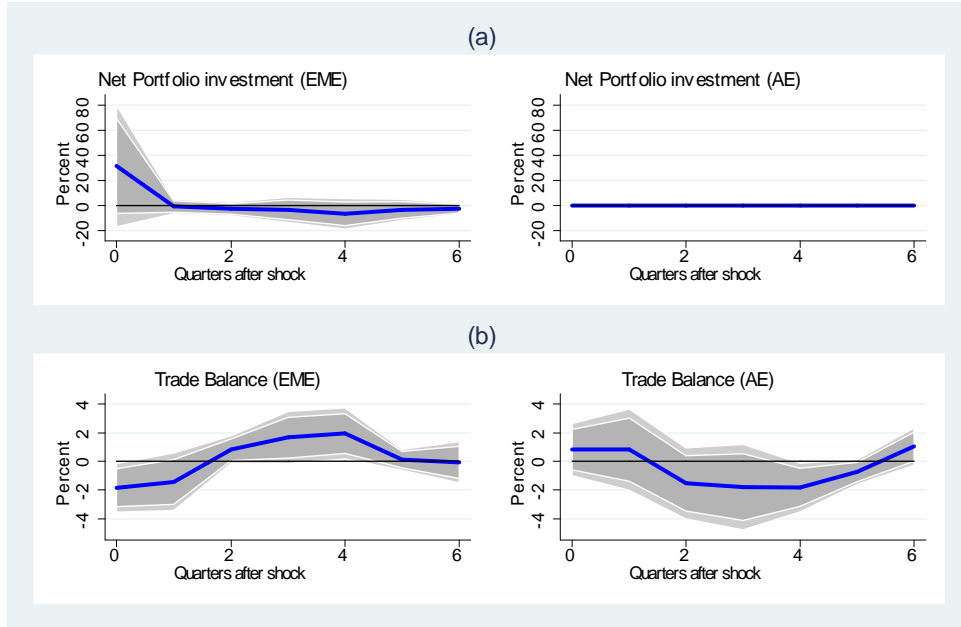 (a)
Net Portfolio investment (EME)
Net Portfolio investment (AE)
Percent
-20 0 20 40 60 80
0 2 4 6
Quarters after shock
Percent
-20 0 20 40 60 80
0 2 4 6
Quarters after shock
(b)
Trade Balance (EME)
Trade Balance (AE)
Percent
-4 -2 0 2 4
0 2 4 6
Quarters after shock
Percent
-4 -2 0 2 4
0 2 4 6
Quarters after shock